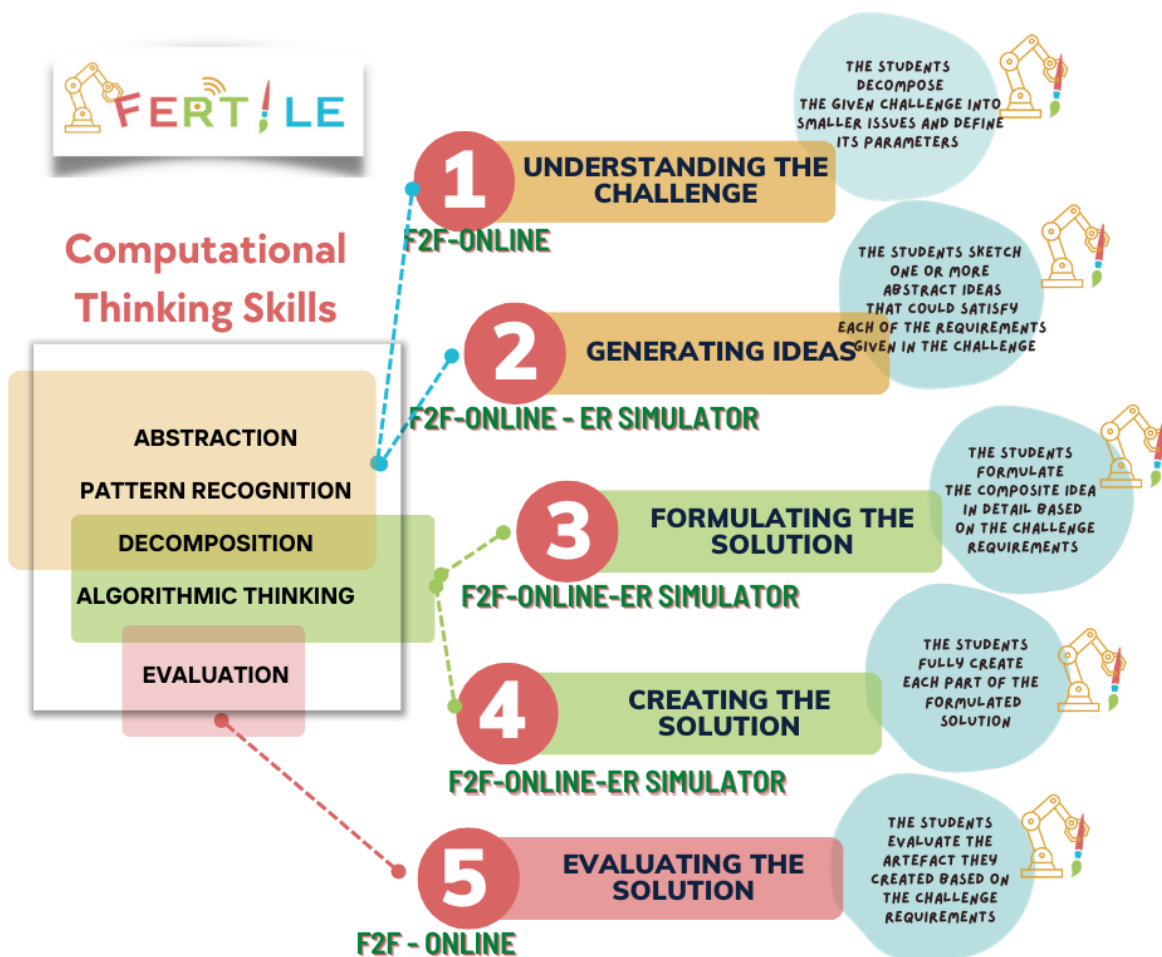 FERTILE
Computational
Thinking Skills
ABSTRACTION
PATTERN RECOGNITION
DECOMPOSITION
ALGORITHMIC THINKING
EVALUATION
1
UNDERSTANDING THE
CHALLENGE
F2F-ONLINE
THE STUDENTS
DECOMPOSE
THE GIVEN CHALLENGE INTO
SMALLER ISSUES AND DEFINE
ITS PARAMETERS
2
GENERATING IDEAS
F2F-ONLINE - ER SIMULATOR
THE STUDENTS SKETCH
ONE OR MORE
ABSTRACT IDEAS
THAT COULD SATISFY
EACH OF THE REQUIREMENTS
GIVEN IN THE CHALLENGE
3
FORMULATING THE
SOLUTION
F2F-ONLINE-ER SIMULATOR
THE STUDENTS
FORMULATE
THE COMPOSITE IDEA
IN DETAIL BASED
ON THE CHALLENGE
REQUIREMENTS
4
CREATING THE
SOLUTION
F2F-ONLINE-ER SIMULATOR
THE STUDENTS
FULLY CREATE
EACH PART OF THE
FORMULATED
SOLUTION
5
EVALUATING THE
SOLUTION
F2F - ONLINE
THE STUDENTS
EVALUATE THE
ARTEFACT THEY
CREATED BASED ON
THE CHALLENGE
REQUIREMENTS